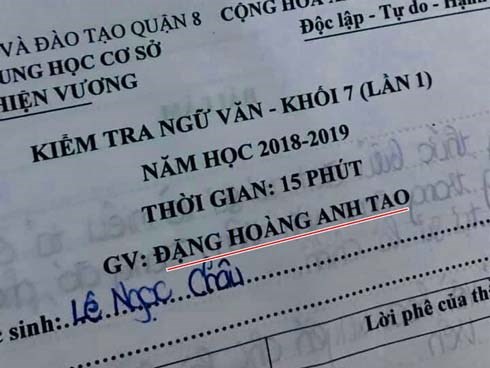 VÀ ĐÀO TẠO QUẬN 8
CỘNG HÒA
UNG HỌC CƠ SỞ
Độc lập - Tự do - Hạnh
HIỆN VƯƠNG
KIỂM TRA NGỮ VĂN - KHỐI 7 (LẦN 1)
NĂM HỌC 2018-2019
THỜI GIAN: 15 PHÚT
GV: ĐẶNG HOÀNG ANH TAO
c sinh: Lê Ngọc Châu
Lời phê của th